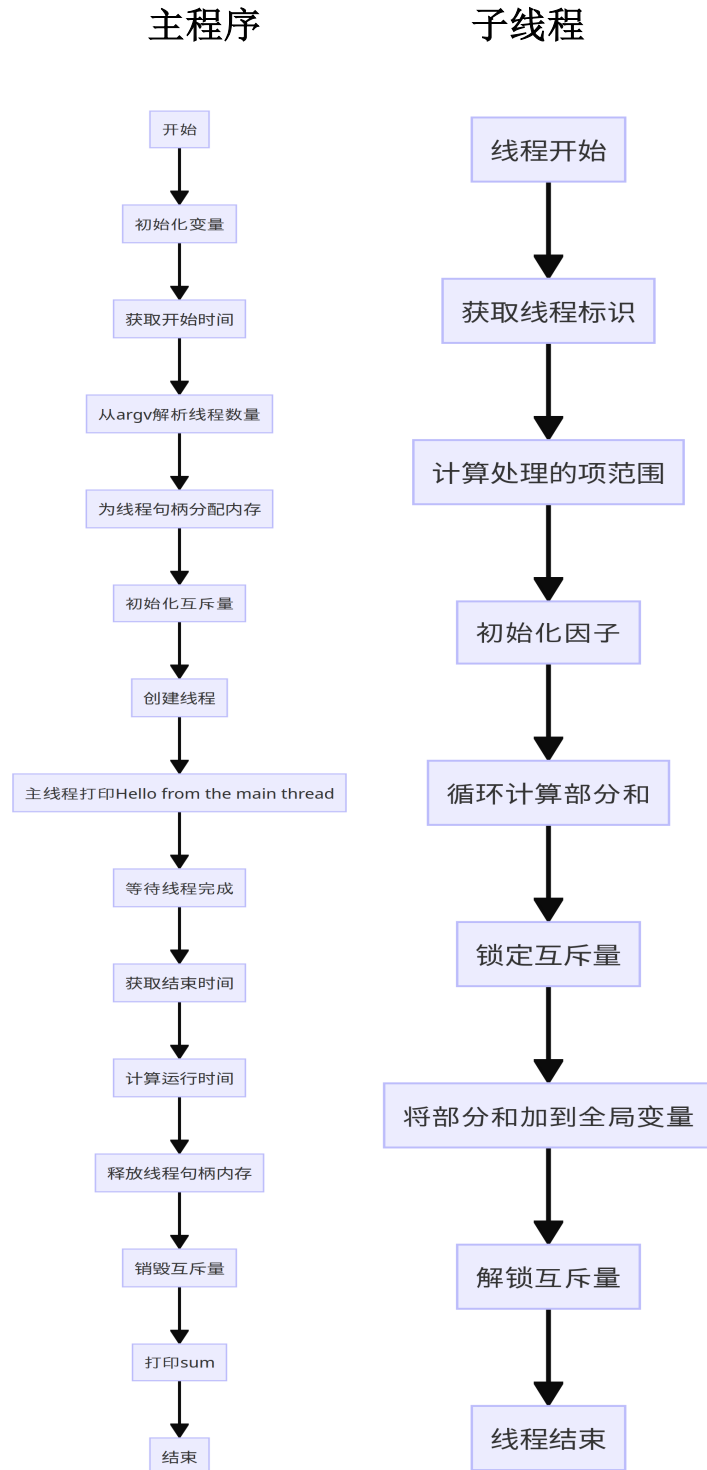 主程序
子线程
开始
初始化变量
获取开始时间
从argv解析线程数量
为线程句柄分配内存
初始化互斥量
创建线程
主线程打印Hello from the main thread
等待线程完成
获取结束时间
计算运行时间
释放线程句柄内存
销毁互斥量
打印sum
结束
线程开始
获取线程标识
计算处理的项范围
初始化因子
循环计算部分和
锁定互斥量
将部分和加到全局变量
解锁互斥量
线程结束